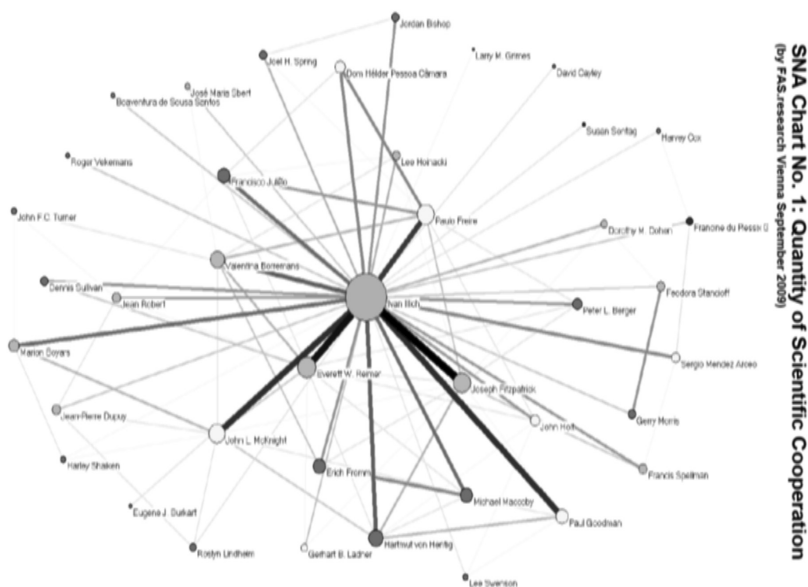 SNA Chart No. 1: Quantity of Scientific Cooperation
(by FAS.research Vienna September 2009)
Jordan Bishop
Joel H. Spring
Larry M. Grimes
Dom Hélder Pessoa Câmara
David Cayley
José Maria Sbert
Boaventura de Sousa Santos
Susan Sontag
Harvey Cox
Roger Vekemans
Lee Hoinacki
Francisco Julião
John F.C. Turner
Paulo Freire
Dorothy M. Dohen
Francine du Plessix G
Valentina Borremans
Dennis Sullivan
Feodora Stancioff
Jean Robert
Ivan Illich
Peter L. Berger
Marion Boyars
Sergio Mendez Arceo
Everett W. Reimer
Joseph Fitzpatrick
Jean-Pierre Dupuy
Gerry Morris
John L. McKnight
John Holt
Harley Shaiken
Erich Fromm
Francis Spellman
Michael Maccoby
Eugene J. Burkart
Paul Goodman
Hartmut von Hentig
Roslyn Lindheim
Gerhart B. Ladner
Lee Swenson